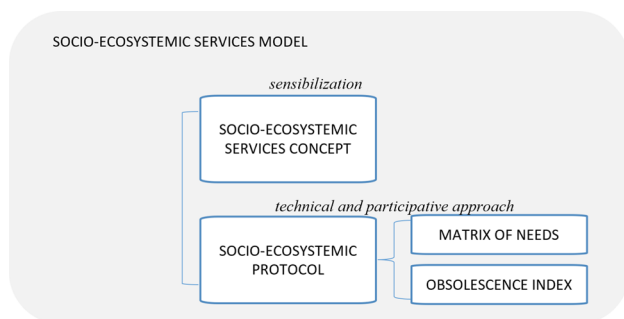 SOCIO-ECOSYSTEMIC SERVICES MODEL
sensibilization
SOCIO-ECOSYSTEMIC
SERVICES CONCEPT
technical and participative approach
SOCIO-ECOSYSTEMIC
PROTOCOL
MATRIX OF NEEDS
OBSOLESCENCE INDEX